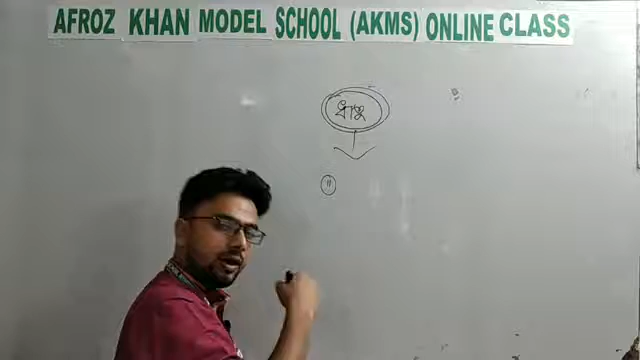 AFROZ KHAN MODEL SCHOOL (AKMS) ONLINE CLASS
ধাতু